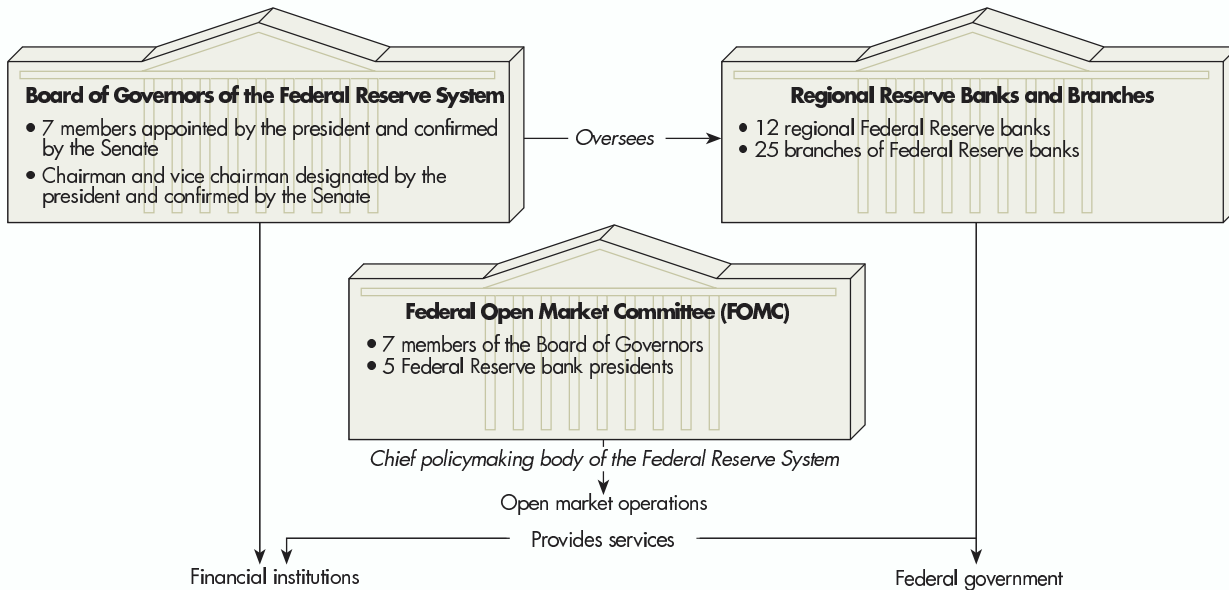 Board of Governors of the Federal Reserve System
• 7 members appointed by the president and confirmed
by the Senate
• Chairman and vice chairman designated by the
president and confirmed by the Senate
Oversees
Regional Reserve Banks and Branches
• 12 regional Federal Reserve banks
• 25 branches of Federal Reserve banks
Federal Open Market Committee (FOMC)
• 7 members of the Board of Governors
• 5 Federal Reserve bank presidents
Chief policymaking body of the Federal Reserve System
Open market operations
Provides services
Financial institutions
Federal government